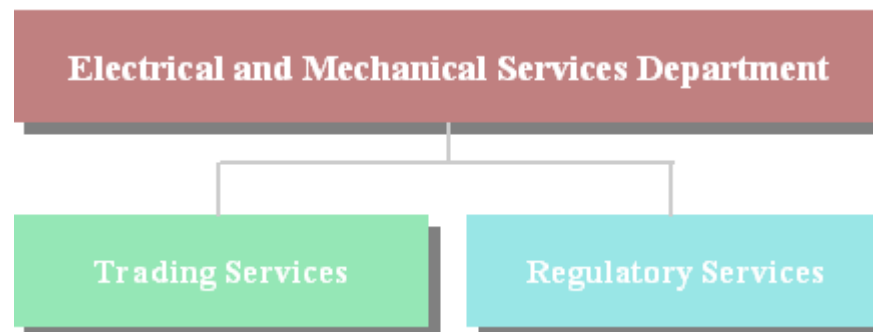 Electrical and Mechanical Services Department
Trading Services
Regulatory Services